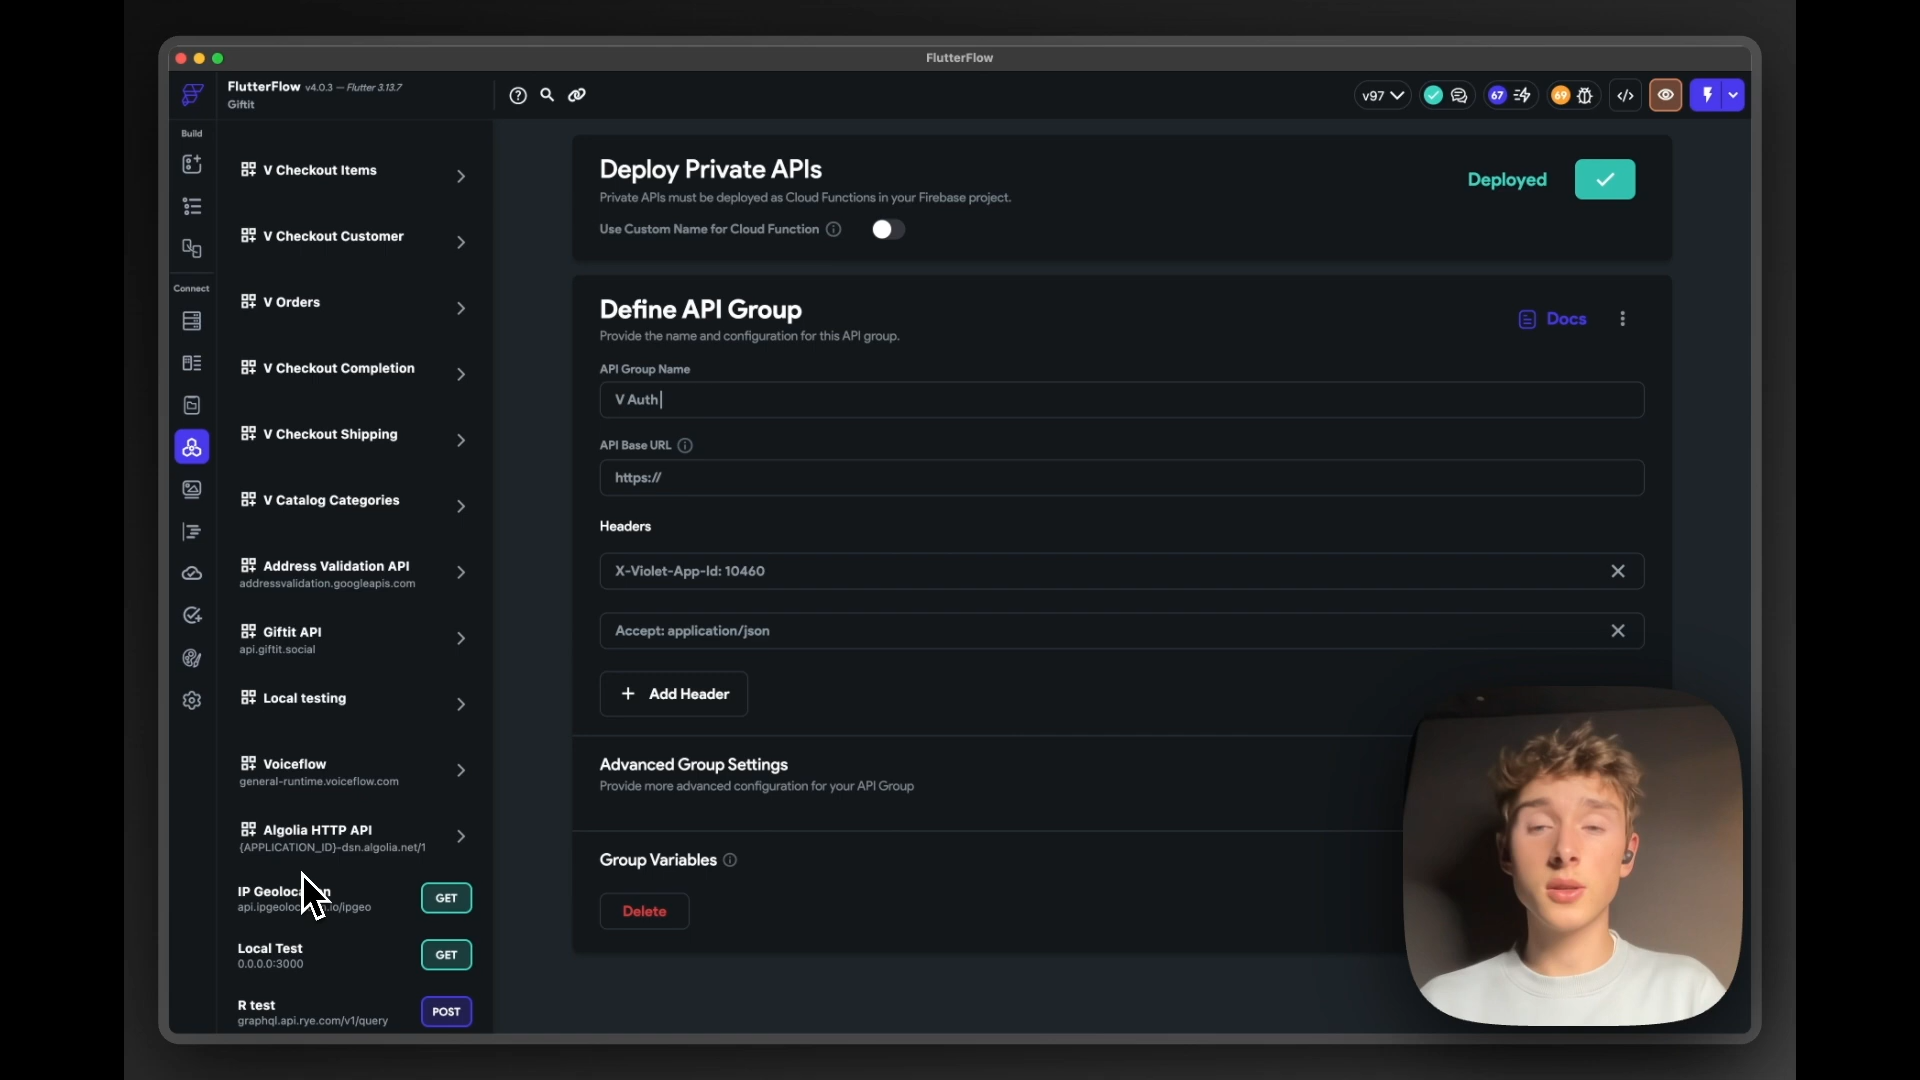 FlutterFlow
FlutterFlow v4.0.3 — Flutter 3.13.7
Giftit
v97
67
69
Build
Connect
V Checkout Items
V Checkout Customer
V Orders
V Checkout Completion
V Checkout Shipping
V Catalog Categories
Address Validation API
addressvalidation.googleapis.com
Giftit API
api.giftit.social
Local testing
Voiceflow
general-runtime.voiceflow.com
Algolia HTTP API
{APPLICATION_ID}-dsn.algolia.net/1
IP
GET
Local Test
0.0.0.0:3000
GET
R test
graphql.api.rye.com/v1/query
POST
Deploy Private APIs
Private APIs must be deployed as Cloud Functions in your Firebase project.
Use Custom Name for Cloud Function
Deployed
Define API Group
Provide the name and configuration for this API group.
Docs
API Group Name
V Auth
API Base URL
https://
Headers
X-Violet-App-Id: 10460
Accept: application/json
+ Add Header
Advanced Group Settings
Provide more advanced configuration for your API Group
Group Variables
Delete